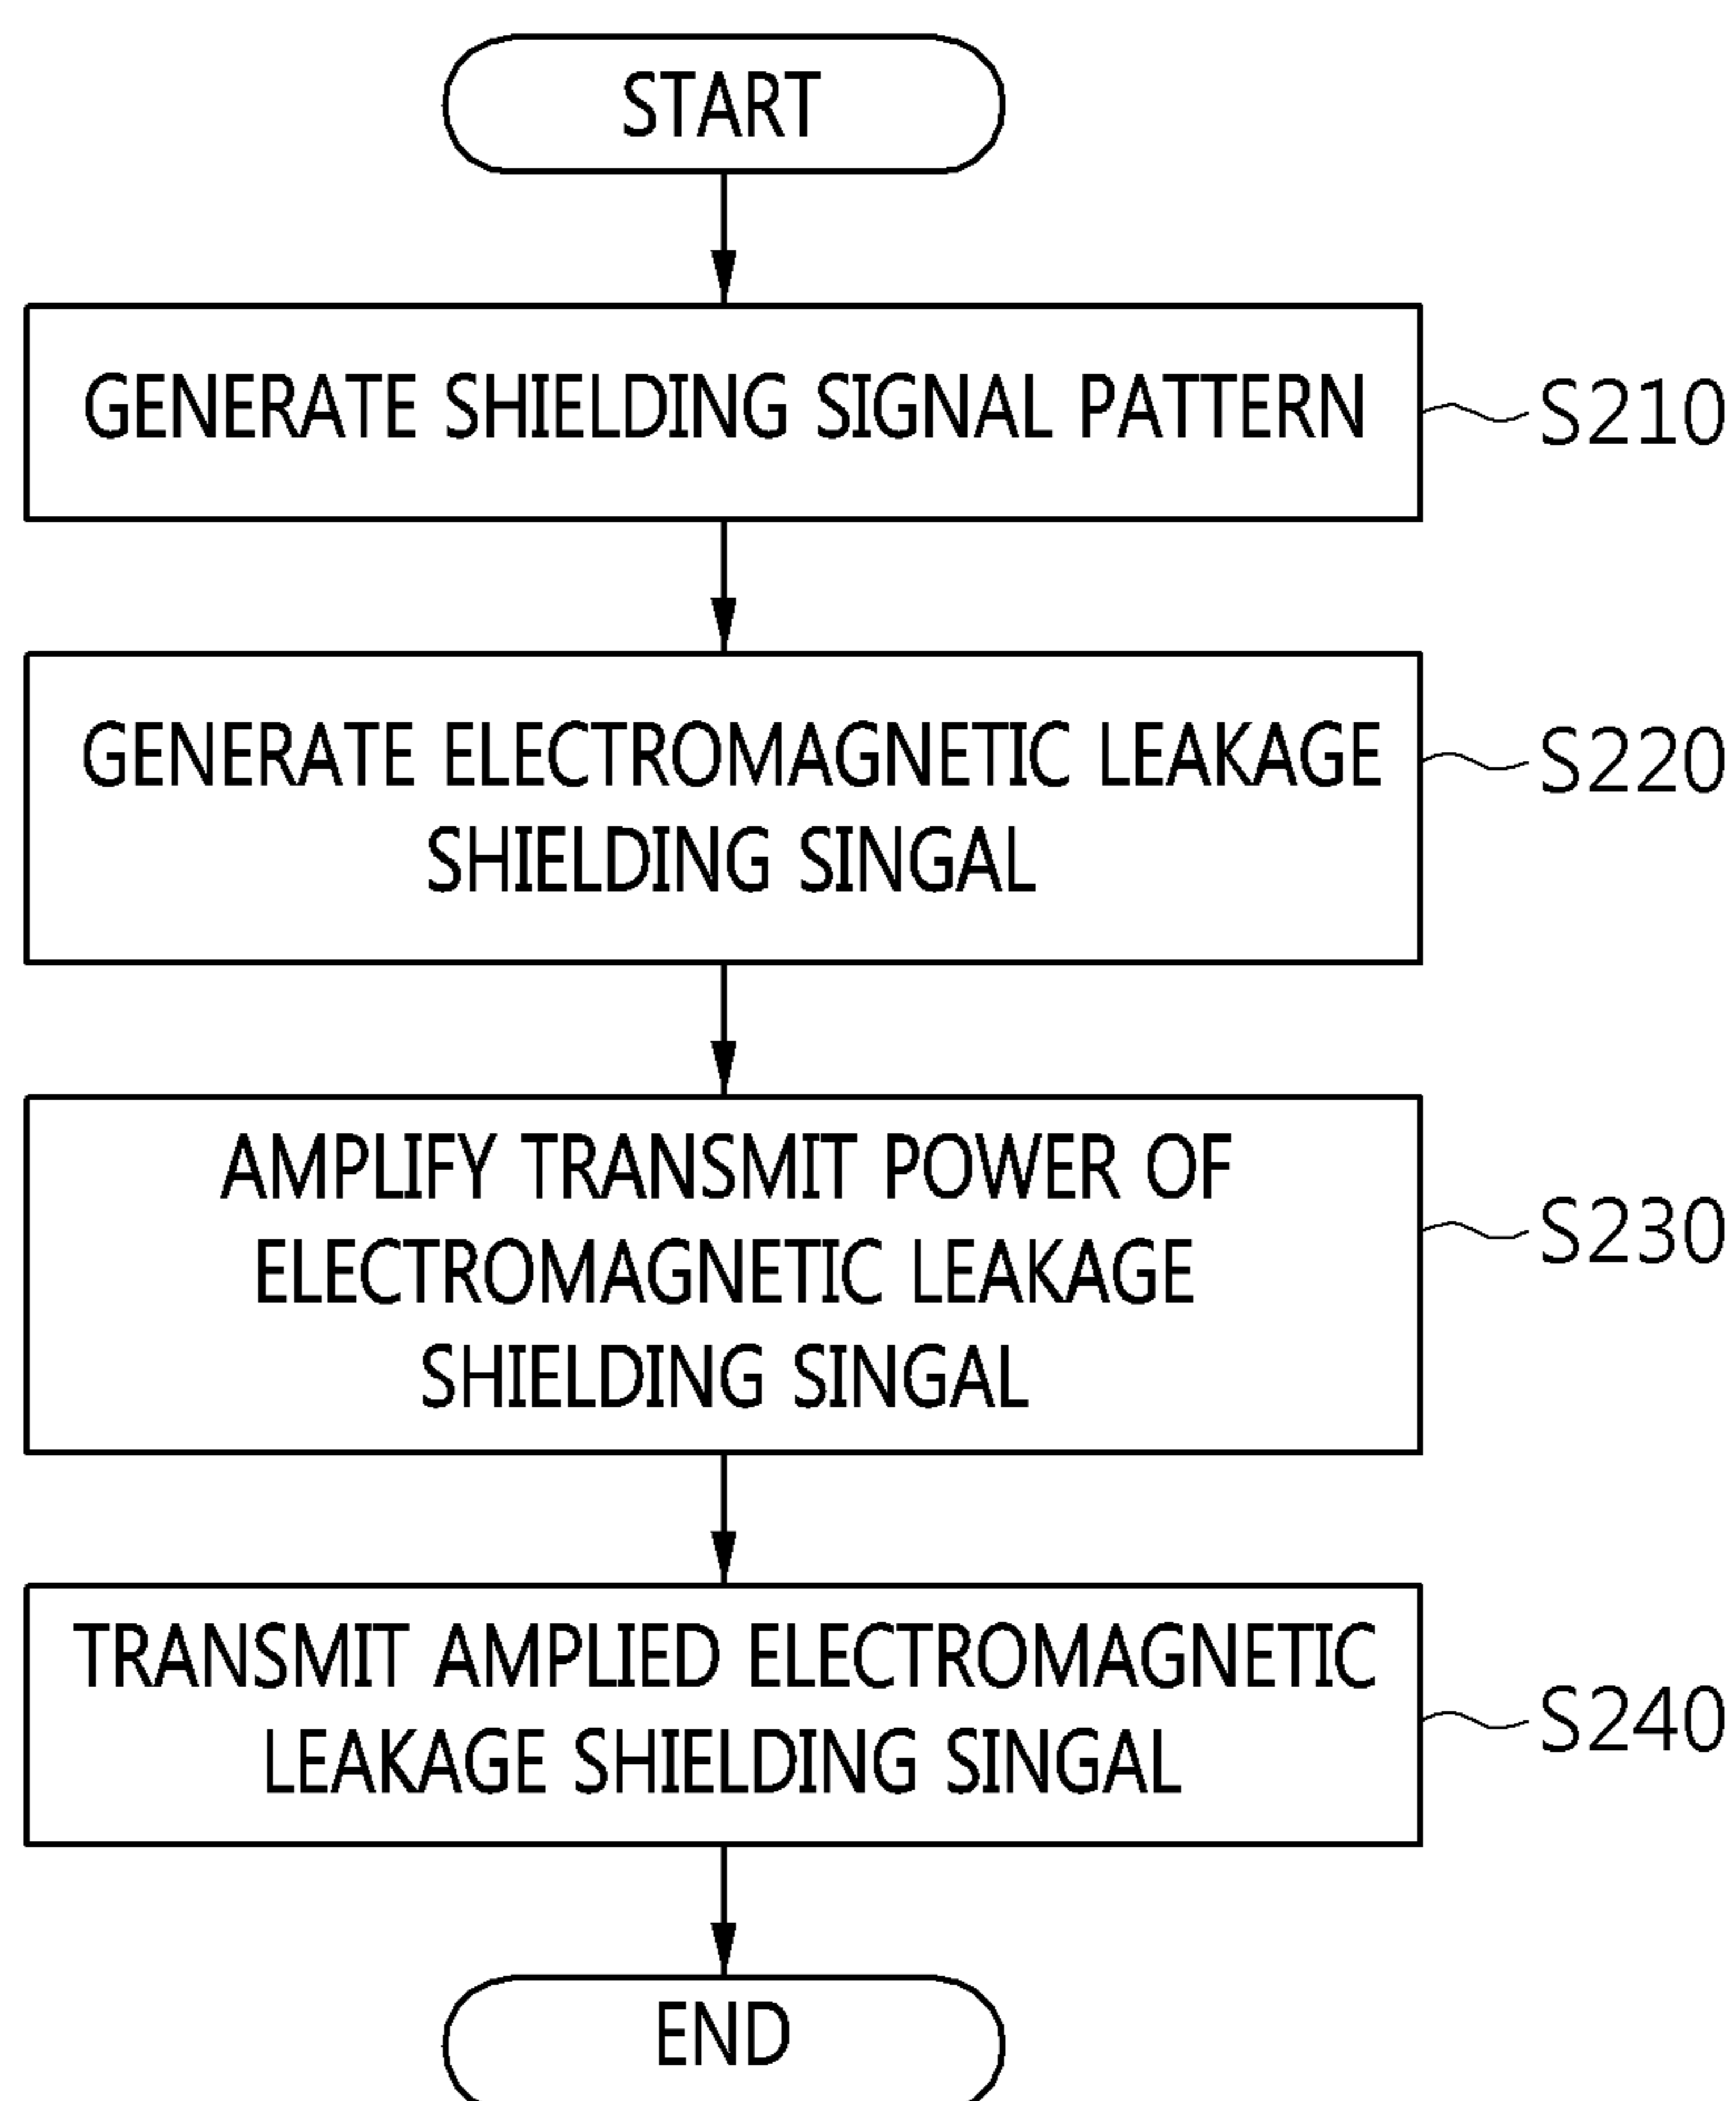 START
GENERATE SHIELDING SIGNAL PATTERN
S210
GENERATE ELECTROMAGNETIC LEAKAGE
SHIELDING SINGAL
S220
AMPLIFY TRANSMIT POWER OF
ELECTROMAGNETIC LEAKAGE
SHIELDING SINGAL
S230
TRANSMIT AMPLIED ELECTROMAGNETIC
LEAKAGE SHIELDING SINGAL
S240
END